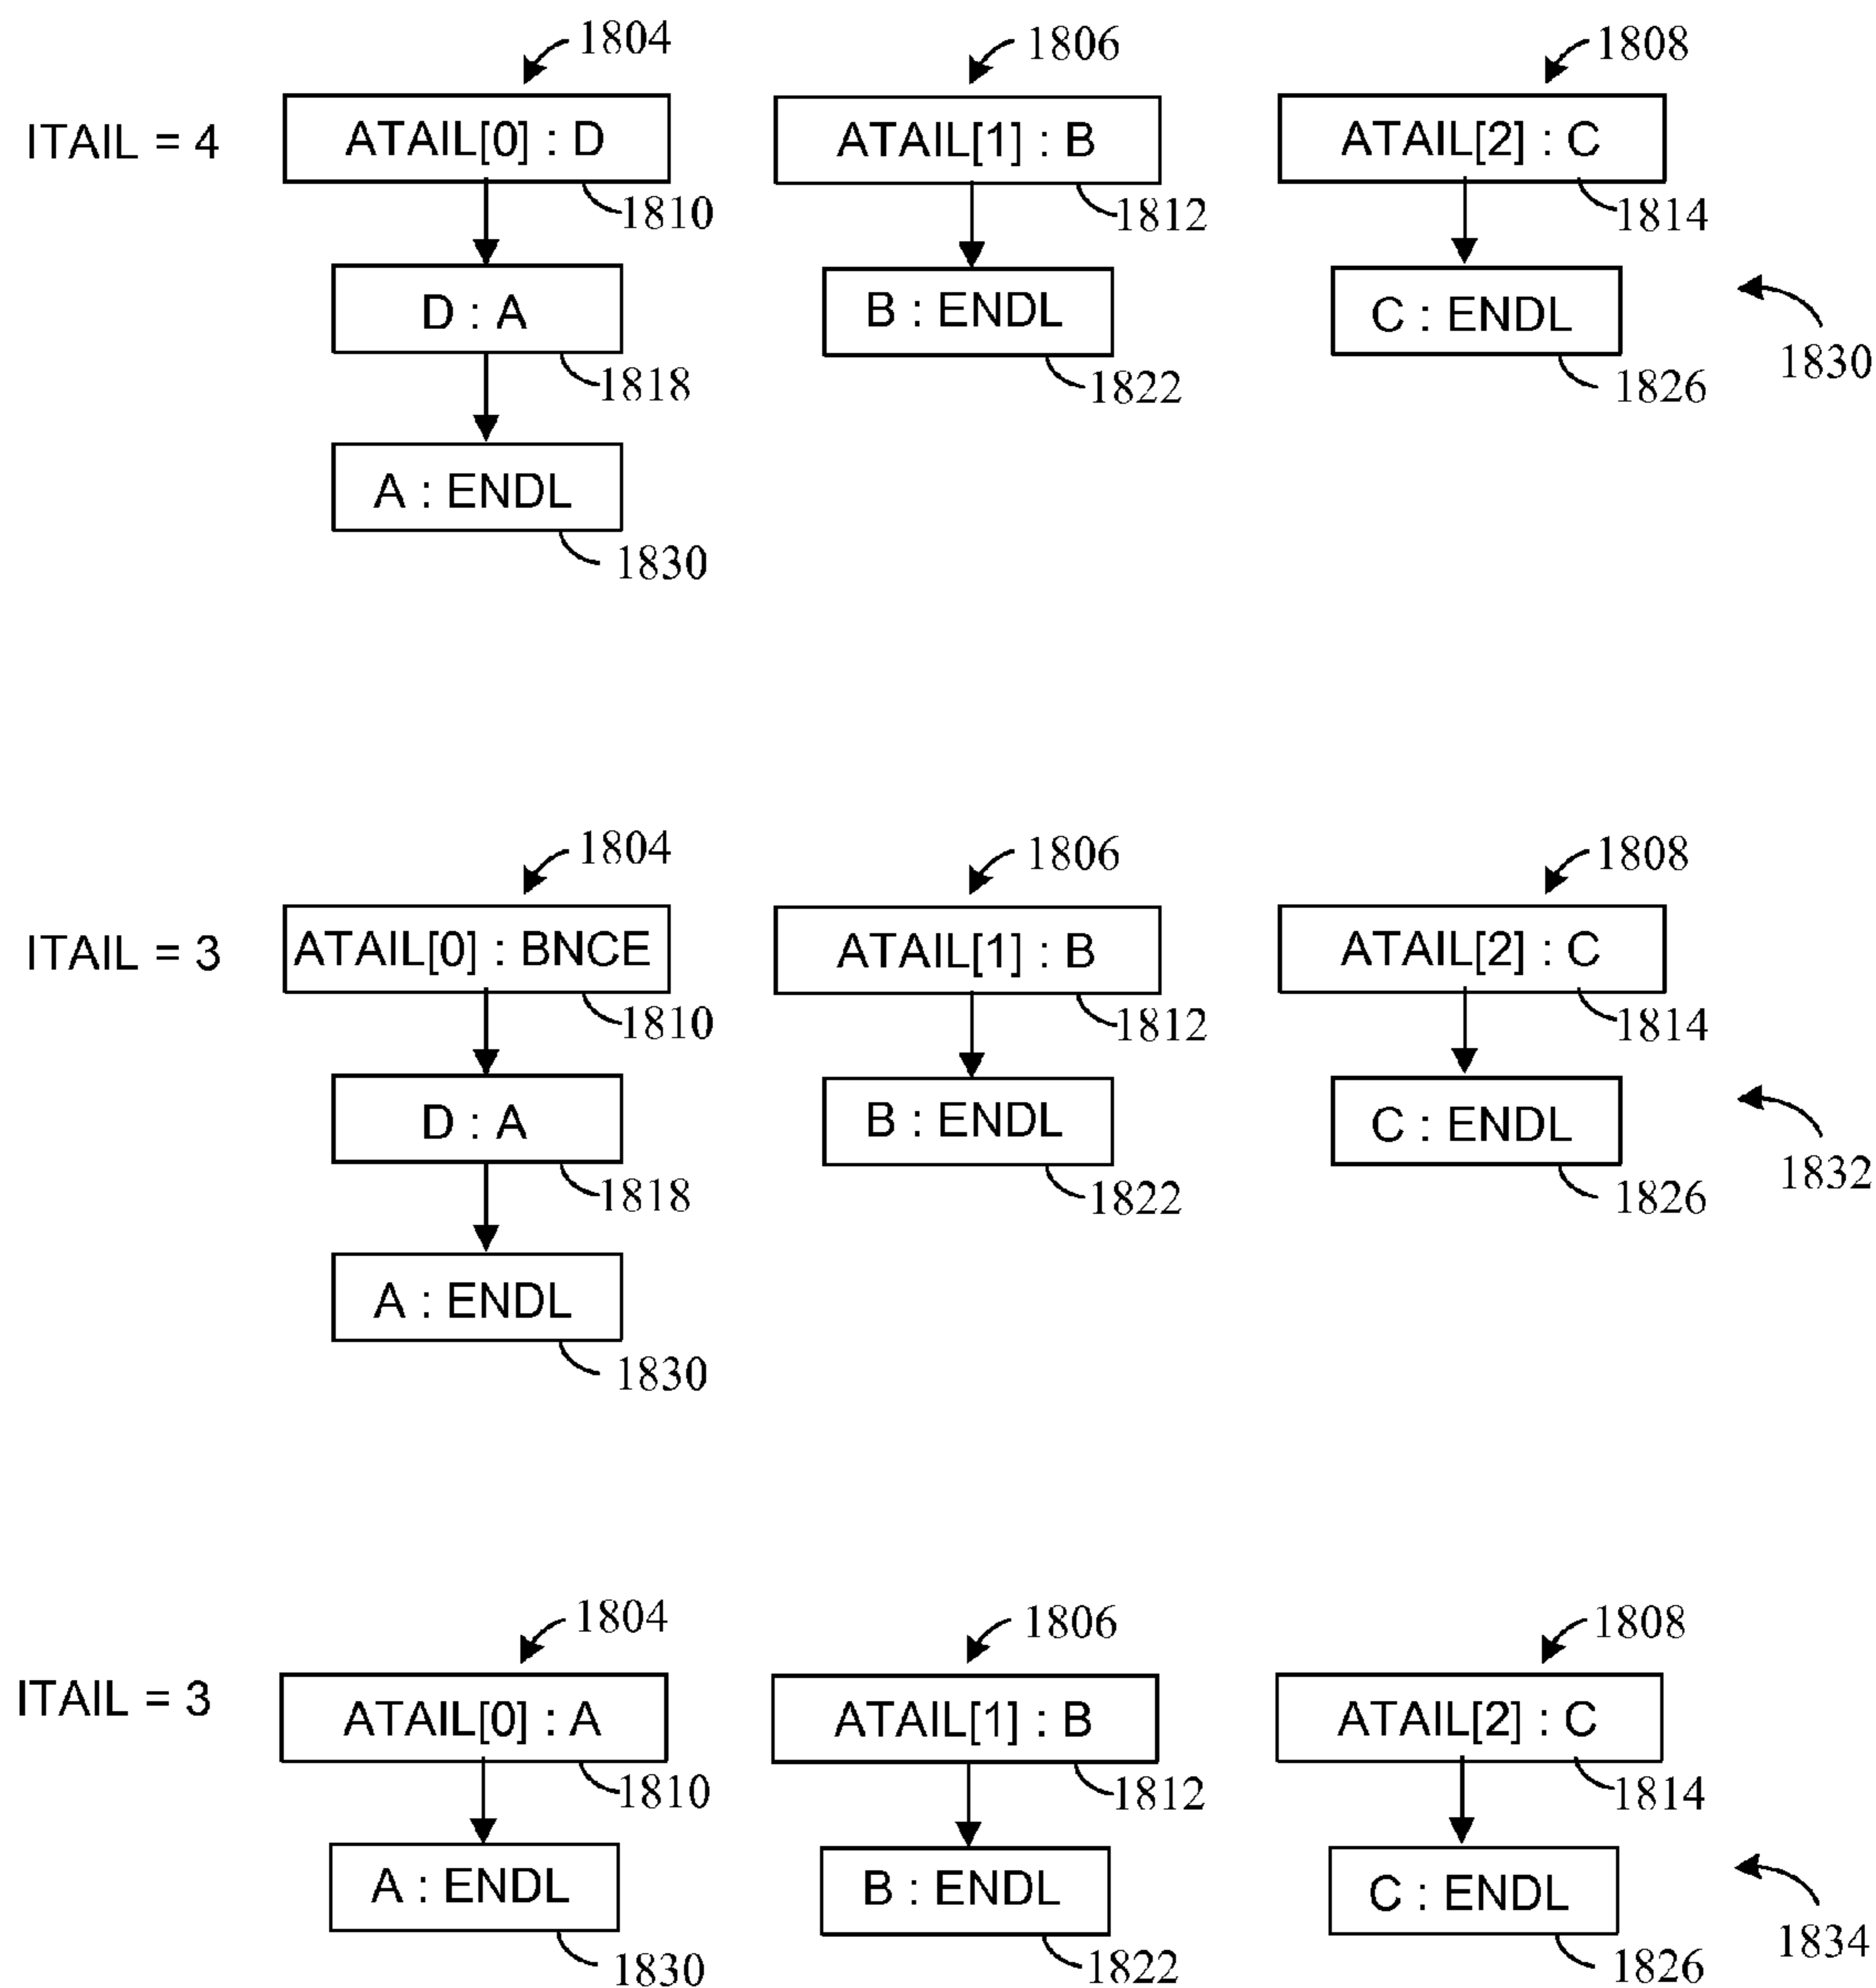 1804 1806 1808
ITAIL = 4 ATAIL[0] : D ATAIL[1] : B ATAIL[2] : C
1810 1812 1814
D : A B : ENDL C : ENDL
1830
1818 1822 1826
A : ENDL
1830
1804 1806 1808
ITAIL = 3 ATAIL[0] : BNCE ATAIL[1] : B ATAIL[2] : C
1810 1812 1814
D : A B : ENDL C : ENDL
1832
1818 1822 1826
A : ENDL
1830
1804 1806 1808
ITAIL = 3 ATAIL[0] : A ATAIL[1] : B ATAIL[2] : C
1810 1812 1814
A : ENDL B : ENDL C : ENDL
1834
1830 1822 1826